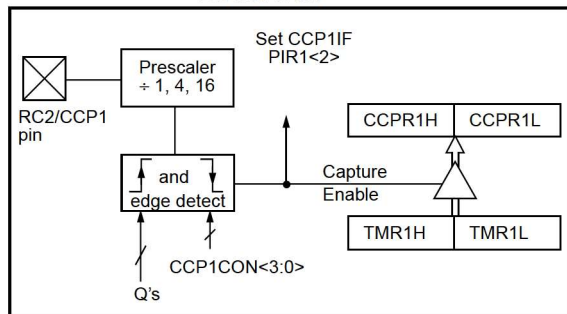 Set CCP1IF
PIR1<2>
Prescaler
÷ 1, 4, 16
RC2/CCP1
pin
CCPR1H
CCPR1L
and
edge detect
Capture
Enable
TMR1H
TMR1L
CCP1CON<3:0>
Q's